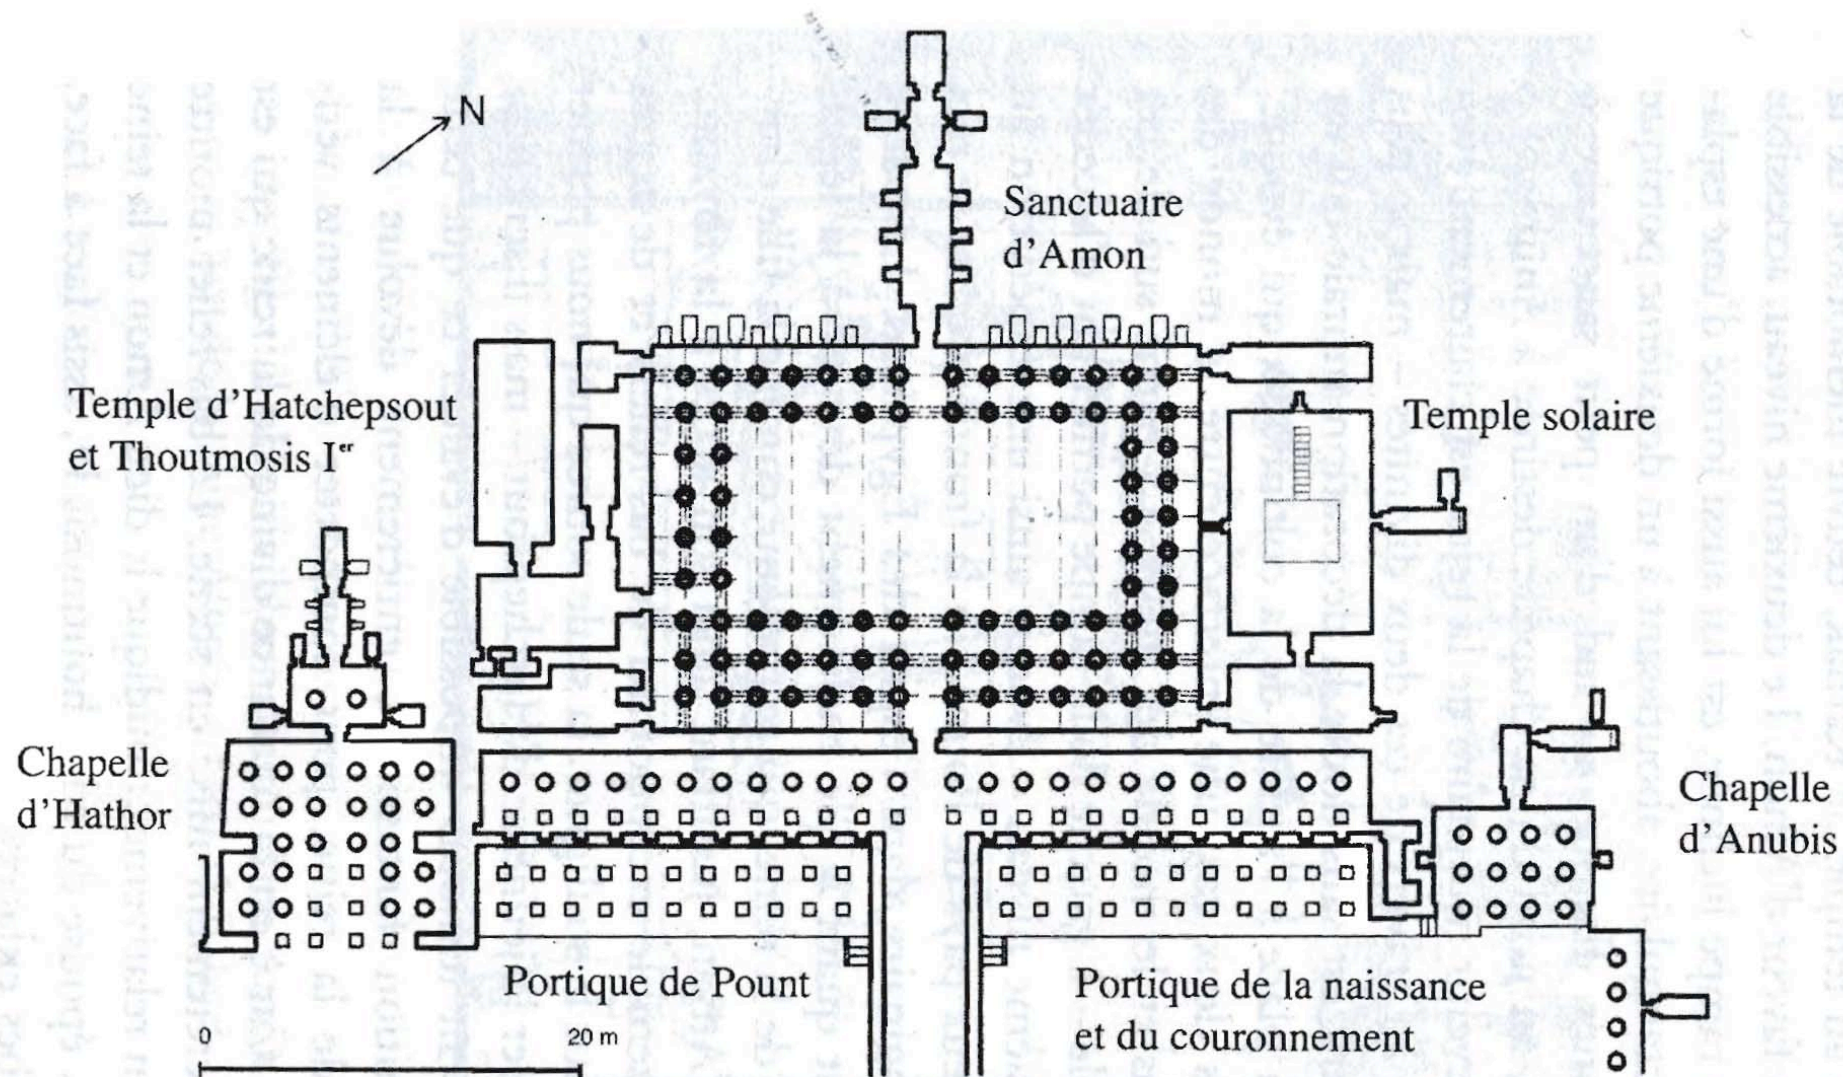 N
Sanctuaire
d'Amon
Temple d'Hatchepsout
et Thoutmosis Iᵉʳ
Temple solaire
Chapelle
d'Hathor
Chapelle
d'Anubis
Portique de Pount
Portique de la naissance
et du couronnement
0
20 m